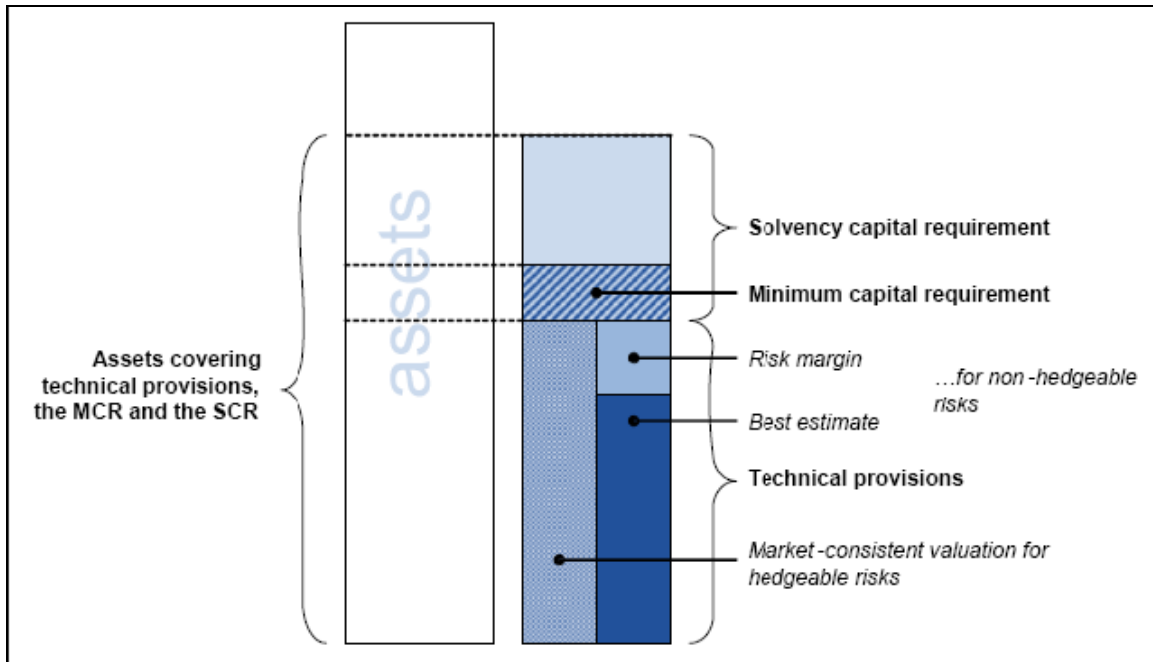 assets
Assets covering
technical provisions,
the MCR and the SCR
Solvency capital requirement
Minimum capital requirement
Risk margin
…for non -hedgeable
risks
Best estimate
Technical provisions
Market -consistent valuation for
hedgeable risks